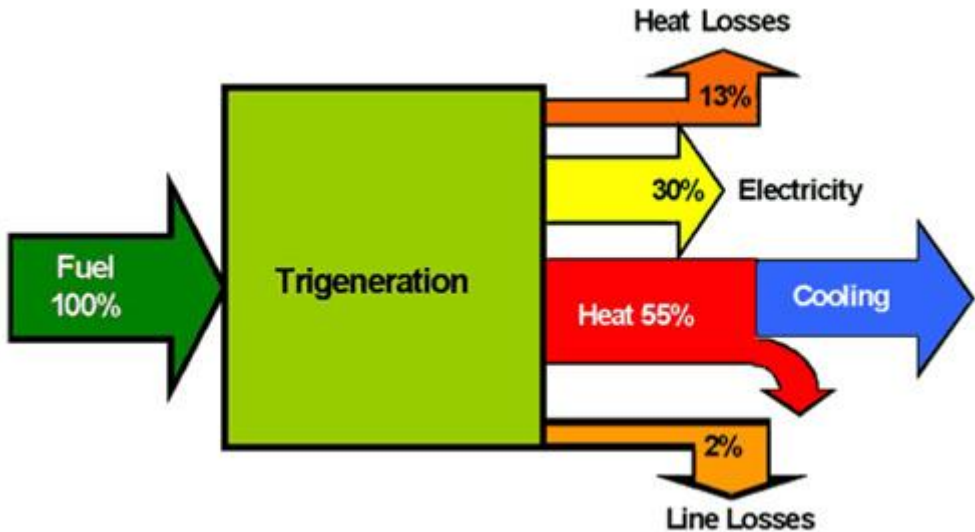 Heat Losses
13%
30% Electricity
Fuel
100%
Trigeneration
Heat 55%
Cooling
2%
Line Losses